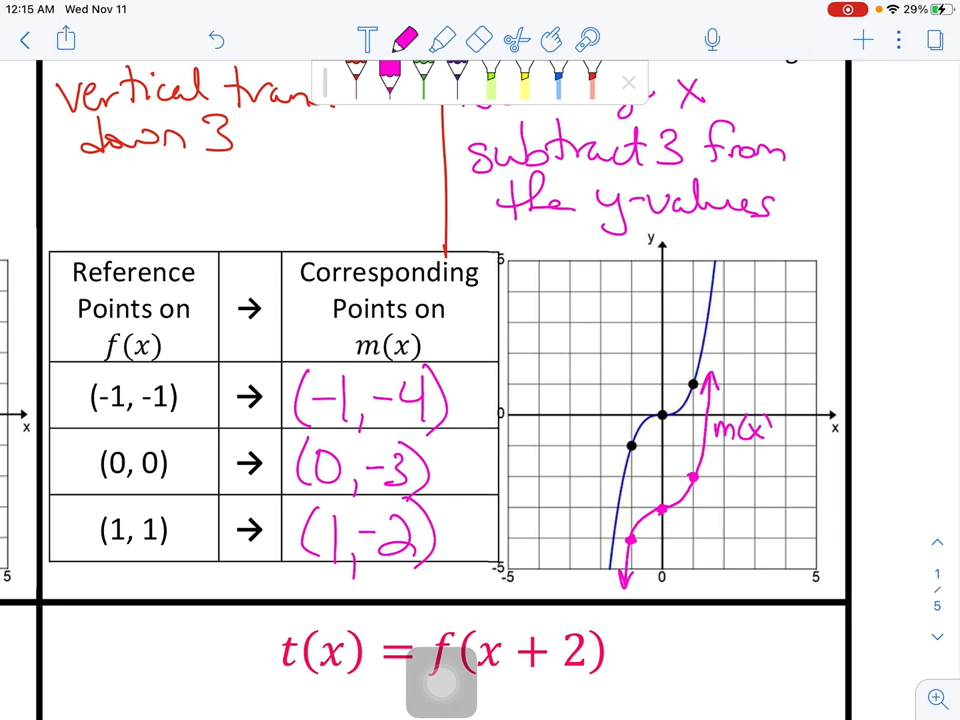 12:15 AM Wed Nov 11
29%
T
vertical tran
down 3
x
subtract 3 from
the y-values
Reference Points on f(x) → Corresponding Points on m(x)
(-1, -1) → (-1, -4)
(0, 0) → (0, -3)
(1, 1) → (1, -2)
y
5
0
x
m(x)
-5
-5 0 5
x
5
1
/
5
t(x) = f(x + 2)